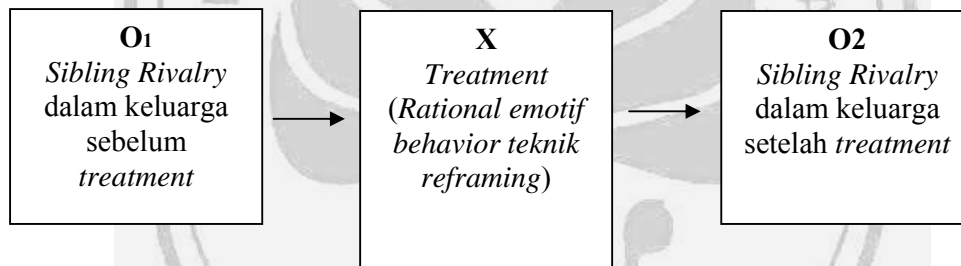 O1
Sibling Rivalry
dalam keluarga
sebelum
treatment
X
Treatment
(Rational emotif
behavior teknik
reframing)
O2
Sibling Rivalry
dalam keluarga
setelah treatment